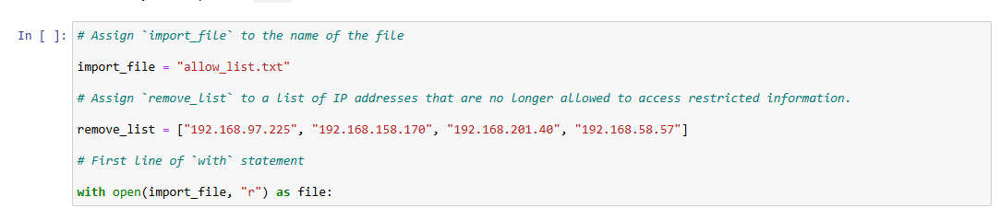 In [ ]: # Assign `import_file` to the name of the file
import_file = "allow_list.txt"
# Assign `remove_list` to a list of IP addresses that are no longer allowed to access restricted information.
remove_list = ["192.168.97.225", "192.168.158.170", "192.168.201.40", "192.168.58.57"]
# First line of `with` statement
with open(import_file, "r") as file: